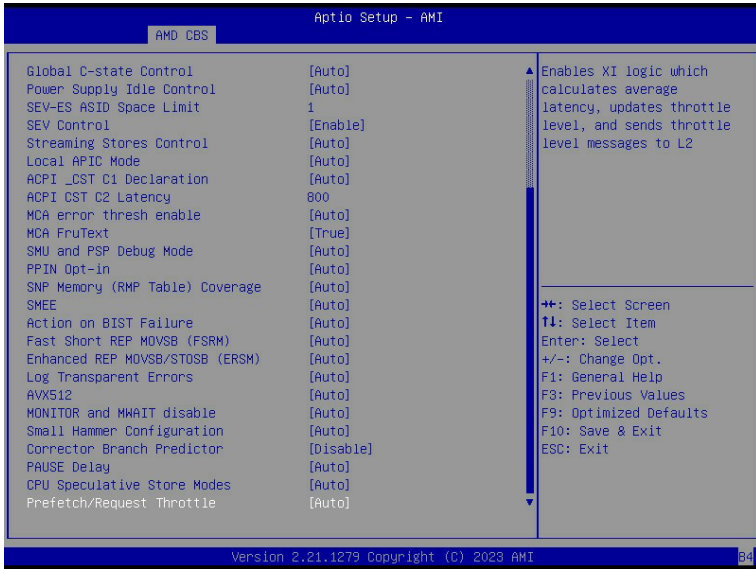 Aptio Setup - AMI
AMD CBS
Global C-state Control [Auto]
Power Supply Idle Control [Auto]
SEV-ES ASID Space Limit 1
SEV Control [Enable]
Streaming Stores Control [Auto]
Local APIC Mode [Auto]
ACPI _CST C1 Declaration [Auto]
ACPI CST C2 Latency 800
MCA error thresh enable [Auto]
MCA FruText [True]
SMU and PSP Debug Mode [Auto]
PPIN Opt-in [Auto]
SNP Memory (RMP Table) Coverage [Auto]
SMEE [Auto]
Action on BIST Failure [Auto]
Fast Short REP MOVSB (FSRM) [Auto]
Enhanced REP MOVSB/STOSB (ERSM) [Auto]
Log Transparent Errors [Auto]
AVX512 [Auto]
MONITOR and MWAIT disable [Auto]
Small Hammer Configuration [Auto]
Corrector Branch Predictor [Disable]
PAUSE Delay [Auto]
CPU Speculative Store Modes [Auto]
Prefetch/Request Throttle [Auto]
Enables XI logic which
calculates average
latency, updates throttle
level, and sends throttle
level messages to L2
→←: Select Screen
↑↓: Select Item
Enter: Select
+/-: Change Opt.
F1: General Help
F3: Previous Values
F9: Optimized Defaults
F10: Save & Exit
ESC: Exit
Version 2.21.1279 Copyright (C) 2023 AMI
B4